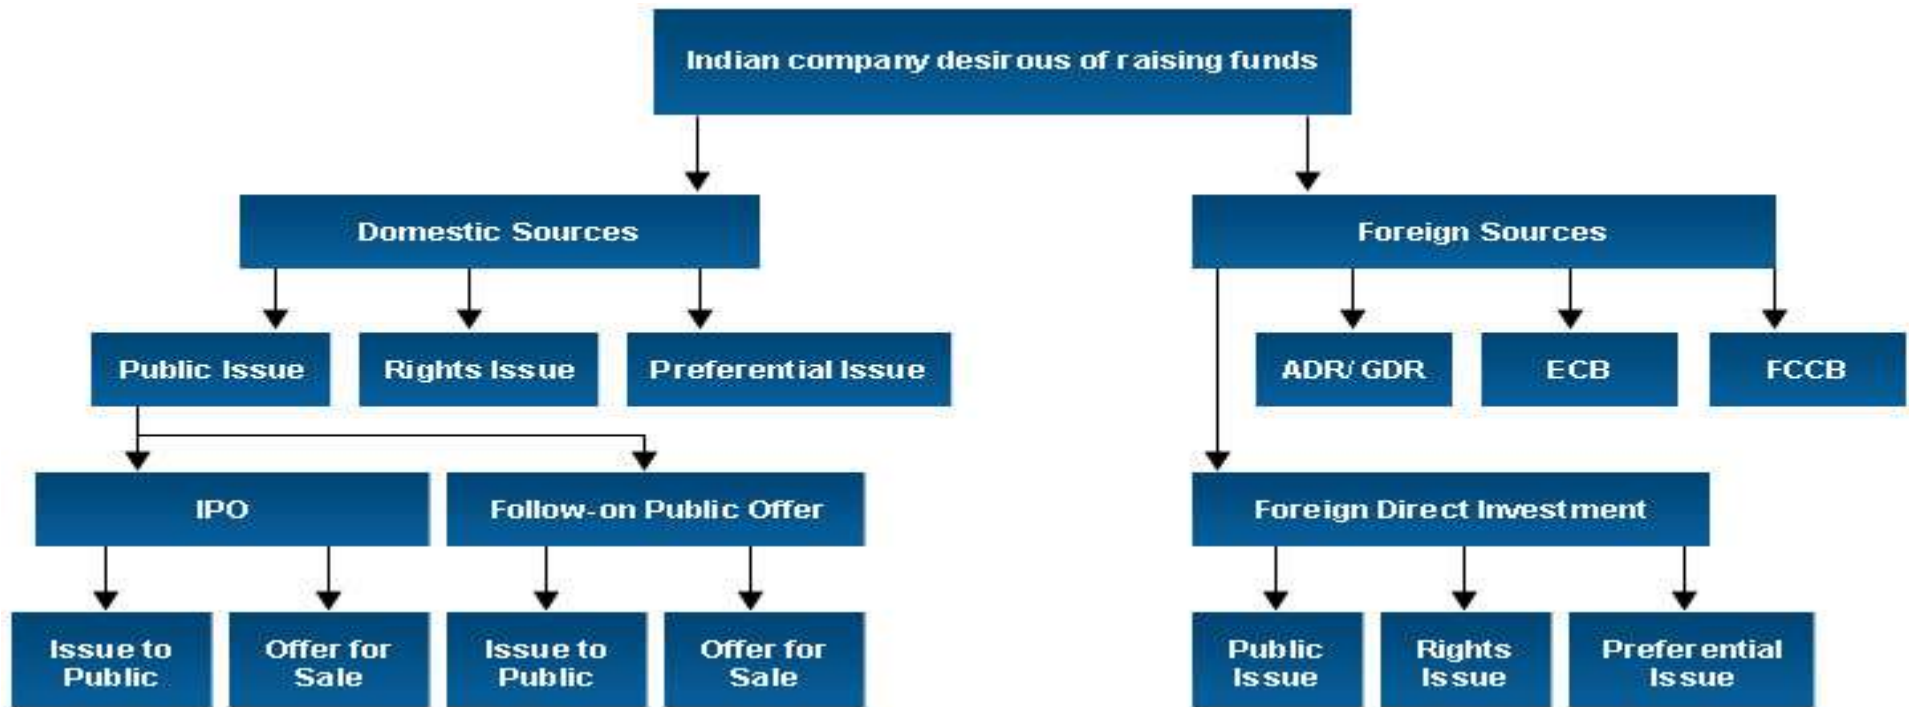 Indian company desirous of raising funds
Domestic Sources
Foreign Sources
Public Issue
Rights Issue
Preferential Issue
ADR/GDR
ECB
FCCB
IPO
Follow-on Public Offer
Foreign Direct Investment
Issue to
Public
Offer for
Sale
Issue to
Public
Offer for
Sale
Public
Issue
Rights
Issue
Preferential
Issue